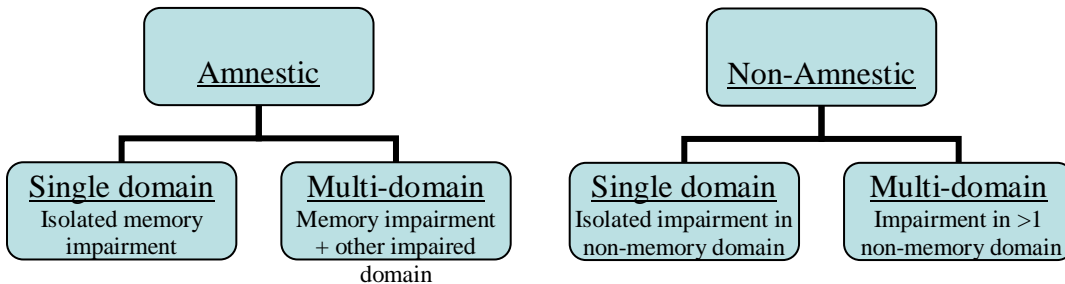 Amnestic
Non-Amnestic
Single domain
Isolated memory
impairment
Multi-domain
Memory impairment
+ other impaired
domain
Single domain
Isolated impairment in
non-memory domain
Multi-domain
Impairment in >1
non-memory domain